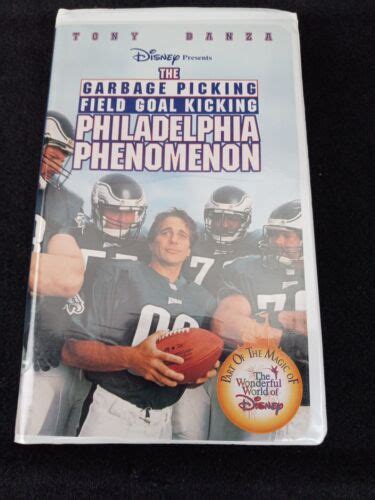 TONY DANZA
Disney Presents
THE
GARBAGE PICKING
FIELD GOAL KICKING
PHILADELPHIA
PHENOMENON
PART OF THE MAGIC OF
The
Wonderful
World of
Disney